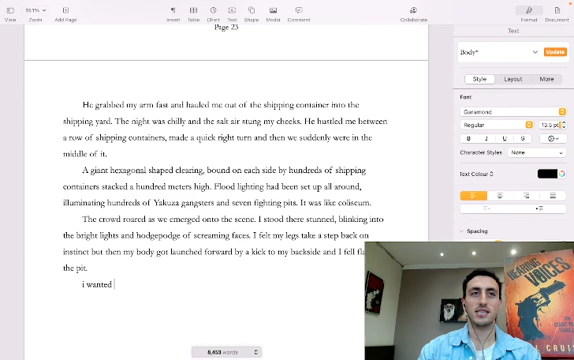 101%
View
Zoom
Add Page
Insert
Table
Chart
Text
Shape
Media
Comment
Collaborate
Format
Document
Page 23
Text
Body*
Update
Style
Layout
More
Font
Garamond
Regular
13.5 pt
B I U S
Character Styles None
Text Colour
Spacing
He grabbed my arm fast and hauled me out of the shipping container into the
shipping yard. The night was chilly and the salt air stung my cheeks. He hustled me between
a row of shipping containers, made a quick right turn and then we suddenly were in the
middle of it.
A giant hexagonal shaped clearing, bound on each side by hundreds of shipping
containers stacked a hundred meters high. Flood lighting had been set up all around,
illuminating hundreds of Yakuza gangsters and seven fighting pits. It was like coliseum.
The crowd roared as we emerged onto the scene. I stood there stunned, blinking into
the bright lights and hodgepodge of screaming faces. I felt my legs take a step back on
instinct but then my body got launched forward by a kick to my backside and I fell
the pit.
i wanted
8,453 words
HEARING
VOICES